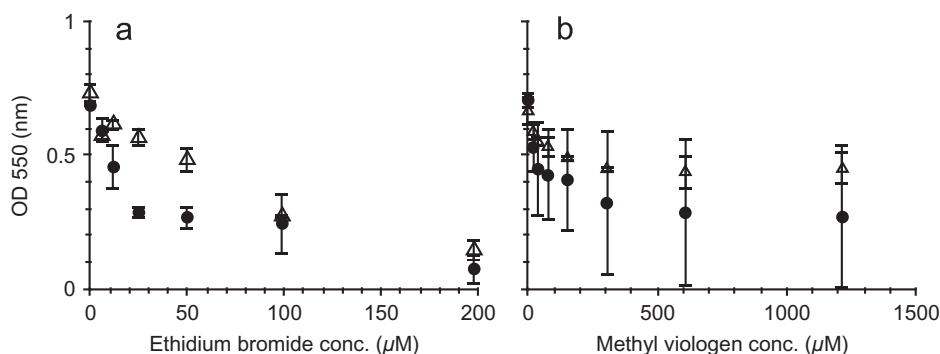 a
b
1
0.5
0
OD 550 (nm)
0 50 100 150 200
0 500 1000 1500
Ethidium bromide conc. (µM)
Methyl viologen conc. (µM)